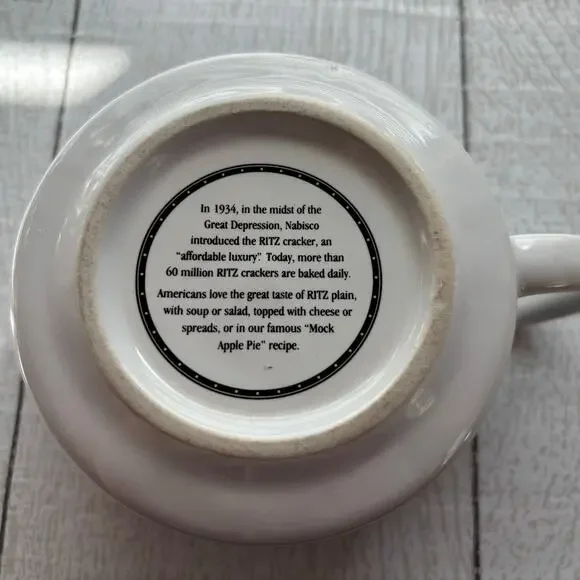 In 1934, in the midst of the
Great Depression, Nabisco
introduced the RITZ cracker, an
"affordable luxury." Today, more than
60 million RITZ crackers are baked daily.
Americans love the great taste of RITZ plain,
with soup or salad, topped with cheese or
spreads, or in our famous "Mock
Apple Pie" recipe.